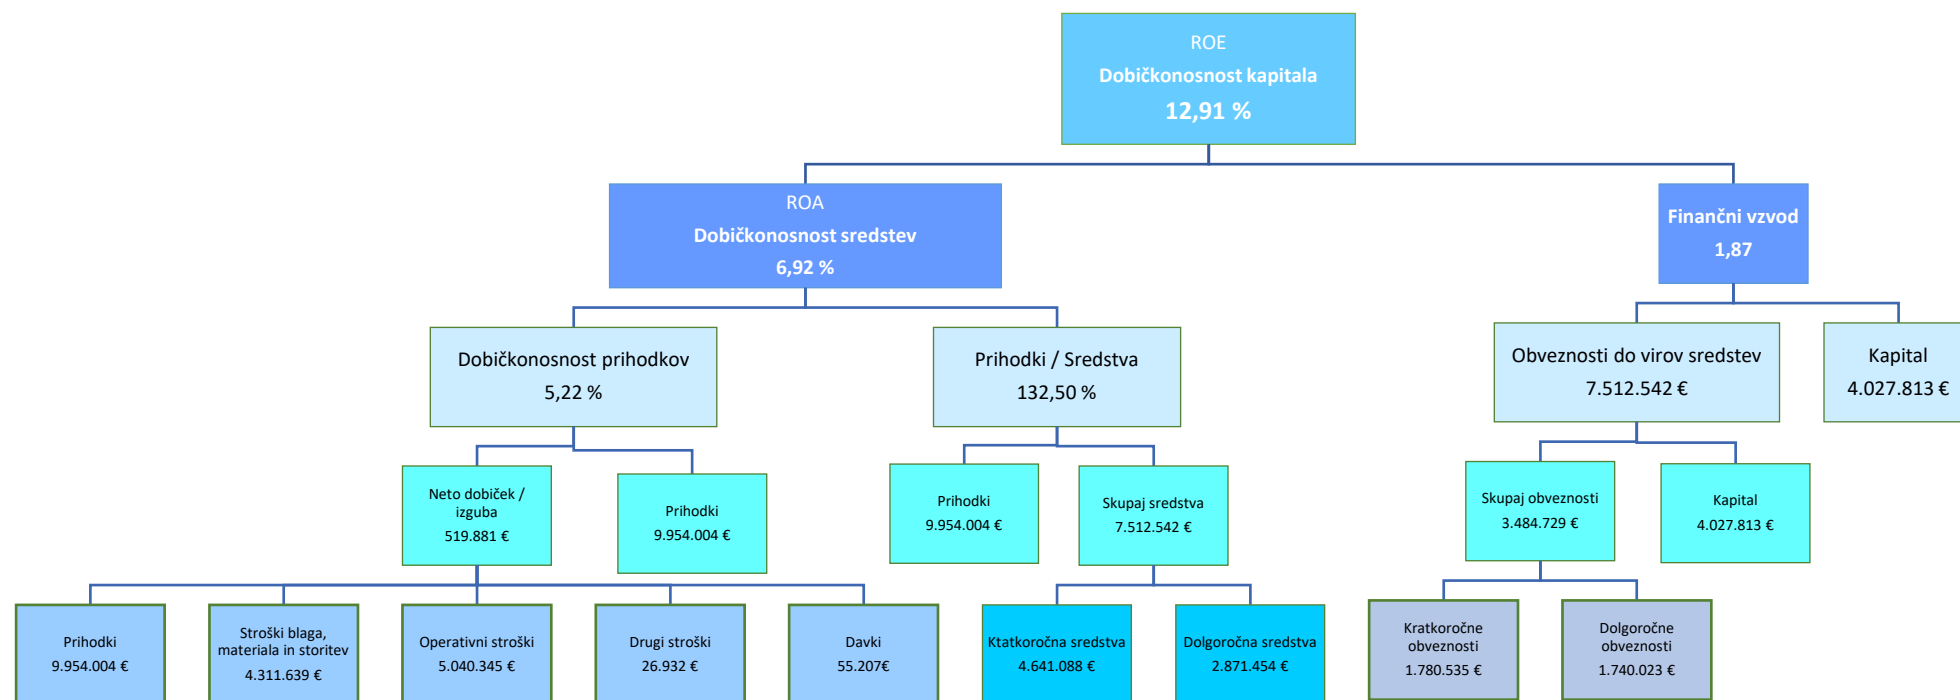 ROE
Dobičkonosnost kapitala
12,91 %
ROA
Dobičkonosnost sredstev
6,92 %
Finančni vzvod
1,87
Dobičkonosnost prihodkov
5,22 %
Prihodki / Sredstva
132,50 %
Obveznosti do virov sredstev
7.512.542 €
Kapital
4.027.813 €
Neto dobiček /
izguba
519.881 €
Prihodki
9.954.004 €
Prihodki
9.954.004 €
Skupaj sredstva
7.512.542 €
Skupaj obveznosti
3.484.729 €
Kapital
4.027.813 €
Prihodki
9.954.004 €
Stroški blaga,
materiala in storitev
4.311.639 €
Operativni stroški
5.040.345 €
Drugi stroški
26.932 €
Davki
55.207€
Ktatkoročna sredstva
4.641.088 €
Dolgoročna sredstva
2.871.454 €
Kratkoročne
obveznosti
1.780.535 €
Dolgoročne
obveznosti
1.740.023 €